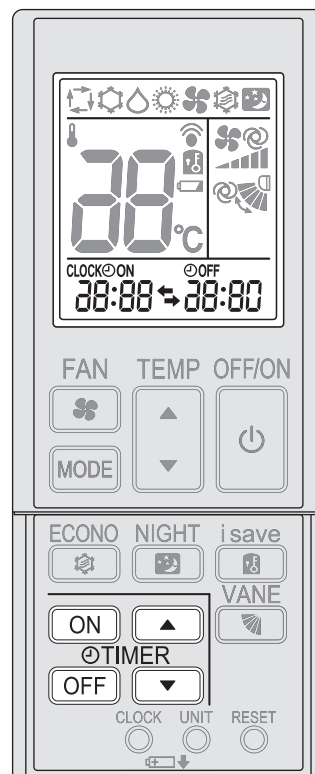 88
°C
CLOCK ON OFF
88:88 88:80
FAN TEMP OFF/ON
MODE
ECONO NIGHT i save
VANE
ON
TIMER
OFF
CLOCK UNIT RESET